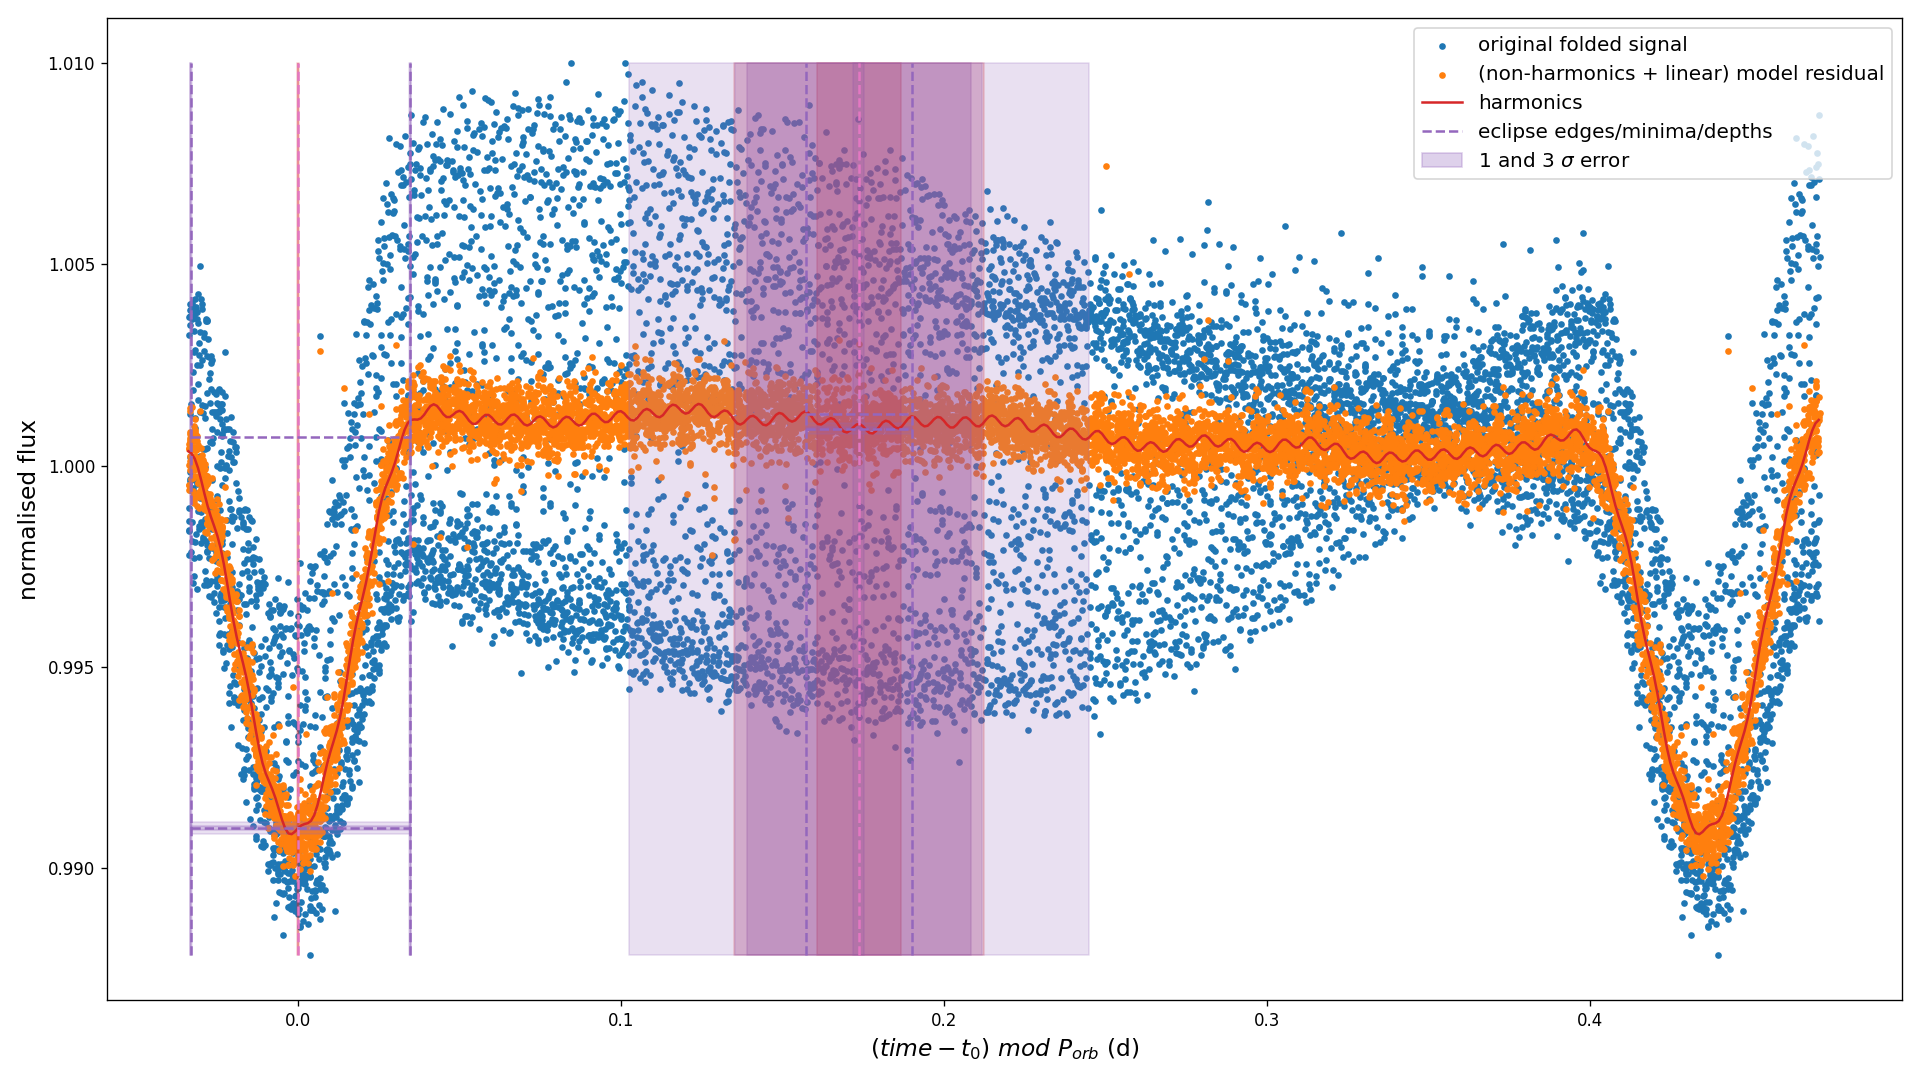 original folded signal
(non-harmonics + linear) model residual
harmonics
eclipse edges/minima/depths
1 and 3 σ error
1.010
1.005
1.000
0.995
0.990
normalised flux
0.0 0.1 0.2 0.3 0.4
(time − t₀) mod Pₒᵣb (d)